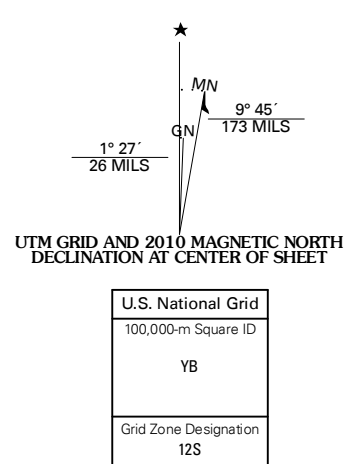 ★
MN
9° 45´
173 MILS
GN
1° 27´
26 MILS
UTM GRID AND 2010 MAGNETIC NORTH
DECLINATION AT CENTER OF SHEET
U.S. National Grid
100,000-m Square ID
YB
Grid Zone Designation
12S